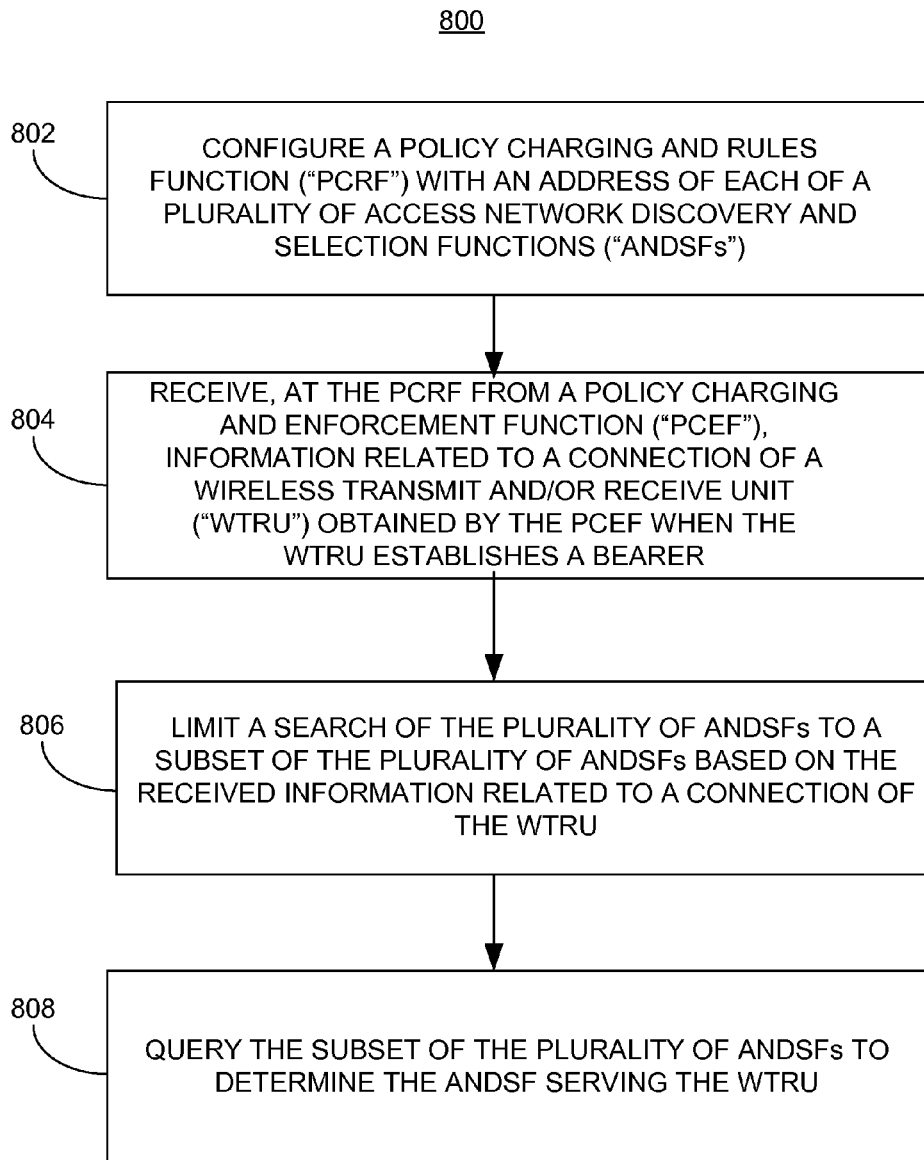 800
802
CONFIGURE A POLICY CHARGING AND RULES
FUNCTION (“PCRF”) WITH AN ADDRESS OF EACH OF A
PLURALITY OF ACCESS NETWORK DISCOVERY AND
SELECTION FUNCTIONS (“ANDSFs”)
804
RECEIVE, AT THE PCRF FROM A POLICY CHARGING
AND ENFORCEMENT FUNCTION (“PCEF”),
INFORMATION RELATED TO A CONNECTION OF A
WIRELESS TRANSMIT AND/OR RECEIVE UNIT
(“WTRU”) OBTAINED BY THE PCEF WHEN THE
WTRU ESTABLISHES A BEARER
806
LIMIT A SEARCH OF THE PLURALITY OF ANDSFs TO A
SUBSET OF THE PLURALITY OF ANDSFs BASED ON THE
RECEIVED INFORMATION RELATED TO A CONNECTION OF
THE WTRU
808
QUERY THE SUBSET OF THE PLURALITY OF ANDSFs TO
DETERMINE THE ANDSF SERVING THE WTRU